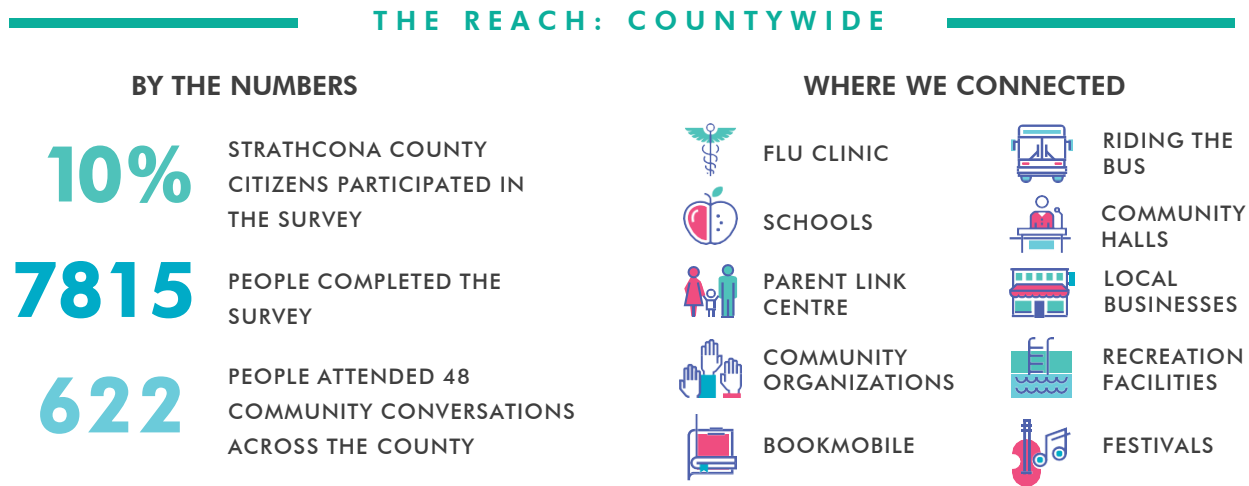 THE REACH: COUNTYWIDE
BY THE NUMBERS
10%
STRATHCONA COUNTY
CITIZENS PARTICIPATED IN
THE SURVEY
7815
PEOPLE COMPLETED THE
SURVEY
622
PEOPLE ATTENDED 48
COMMUNITY CONVERSATIONS
ACROSS THE COUNTY
WHERE WE CONNECTED
FLU CLINIC
SCHOOLS
PARENT LINK
CENTRE
COMMUNITY
ORGANIZATIONS
BOOKMOBILE
RIDING THE
BUS
COMMUNITY
HALLS
LOCAL
BUSINESSES
RECREATION
FACILITIES
FESTIVALS